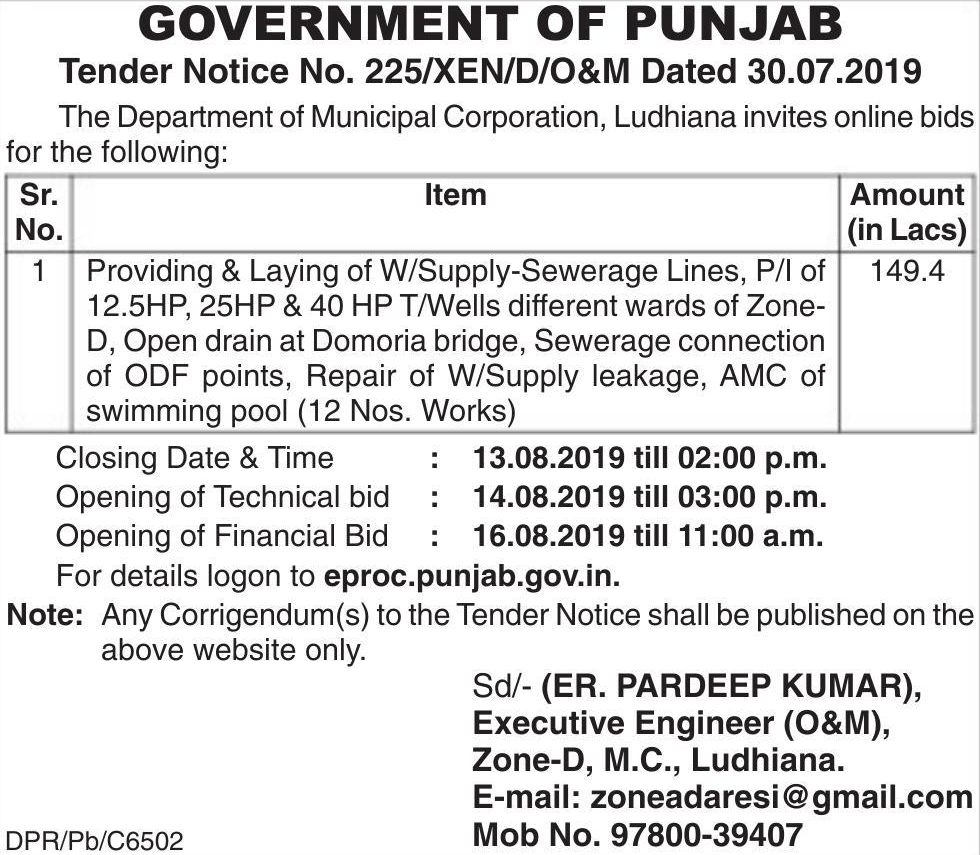 GOVERNMENT OF PUNJAB
Tender Notice No. 225/XEN/D/O&M Dated 30.07.2019
The Department of Municipal Corporation, Ludhiana invites online bids
for the following:
Sr. No. Item Amount (in Lacs)
1 Providing & Laying of W/Supply-Sewerage Lines, P/I of 149.4
12.5HP, 25HP & 40 HP T/Wells different wards of Zone-
D, Open drain at Domoria bridge, Sewerage connection
of ODF points, Repair of W/Supply leakage, AMC of
swimming pool (12 Nos. Works)
Closing Date & Time : 13.08.2019 till 02:00 p.m.
Opening of Technical bid : 14.08.2019 till 03:00 p.m.
Opening of Financial Bid : 16.08.2019 till 11:00 a.m.
For details logon to eproc.punjab.gov.in.
Note: Any Corrigendum(s) to the Tender Notice shall be published on the
above website only.
Sd/- (ER. PARDEEP KUMAR),
Executive Engineer (O&M),
Zone-D, M.C., Ludhiana.
E-mail: zoneadaresi@gmail.com
DPR/Pb/C6502 Mob No. 97800-39407